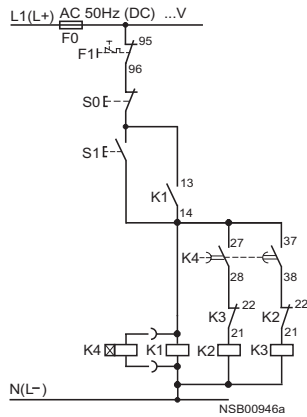 L1(L+) AC 50Hz (DC) ...V
F0
F1 95
96
S0
S1
13
K1
14
27 37
K4
28 38
K3 22 K2 22
21 21
K4 K1 K2 K3
N(L–)
NSB00946a